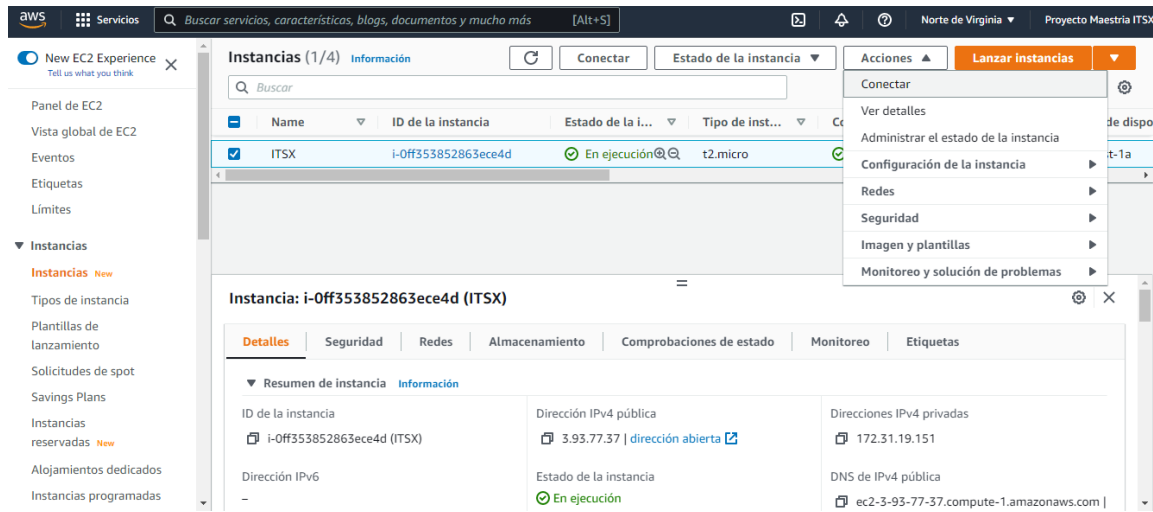 aws
Servicios
Buscar servicios, características, blogs, documentos y mucho más
[Alt+S]
Norte de Virginia ▼
Proyecto Maestria ITSX
New EC2 Experience
Tell us what you think
Panel de EC2
Vista global de EC2
Eventos
Etiquetas
Límites
Instancias
Instancias New
Tipos de instancia
Plantillas de
lanzamiento
Solicitudes de spot
Savings Plans
Instancias
reservadas New
Alojamientos dedicados
Instancias programadas
Instancias (1/4) Información
Conectar
Estado de la instancia ▼
Acciones ▲
Lanzar instancias
Buscar
Conectar
Ver detalles
Administrar el estado de la instancia
Configuración de la instancia
Redes
Seguridad
Imagen y plantillas
Monitoreo y solución de problemas
Name
ID de la instancia
Estado de la i...
Tipo de inst...
de dispo
ITSX
i-0ff353852863ece4d
En ejecución
t2.micro
t-1a
Instancia: i-0ff353852863ece4d (ITSX)
Detalles
Seguridad
Redes
Almacenamiento
Comprobaciones de estado
Monitoreo
Etiquetas
Resumen de instancia Información
ID de la instancia
i-0ff353852863ece4d (ITSX)
Dirección IPv4 pública
3.93.77.37 | dirección abierta
Direcciones IPv4 privadas
172.31.19.151
Dirección IPv6
–
Estado de la instancia
En ejecución
DNS de IPv4 pública
ec2-3-93-77-37.compute-1.amazonaws.com |